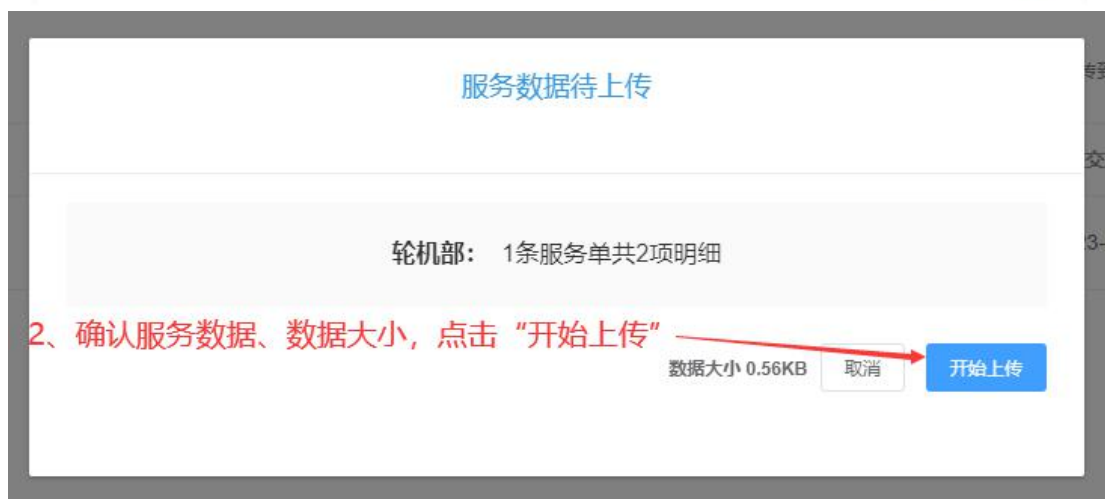 服务数据待上传
轮机部： 1条服务单共2项明细
2、确认服务数据、数据大小，点击“开始上传”
数据大小 0.56KB 取消 开始上传
交
23-